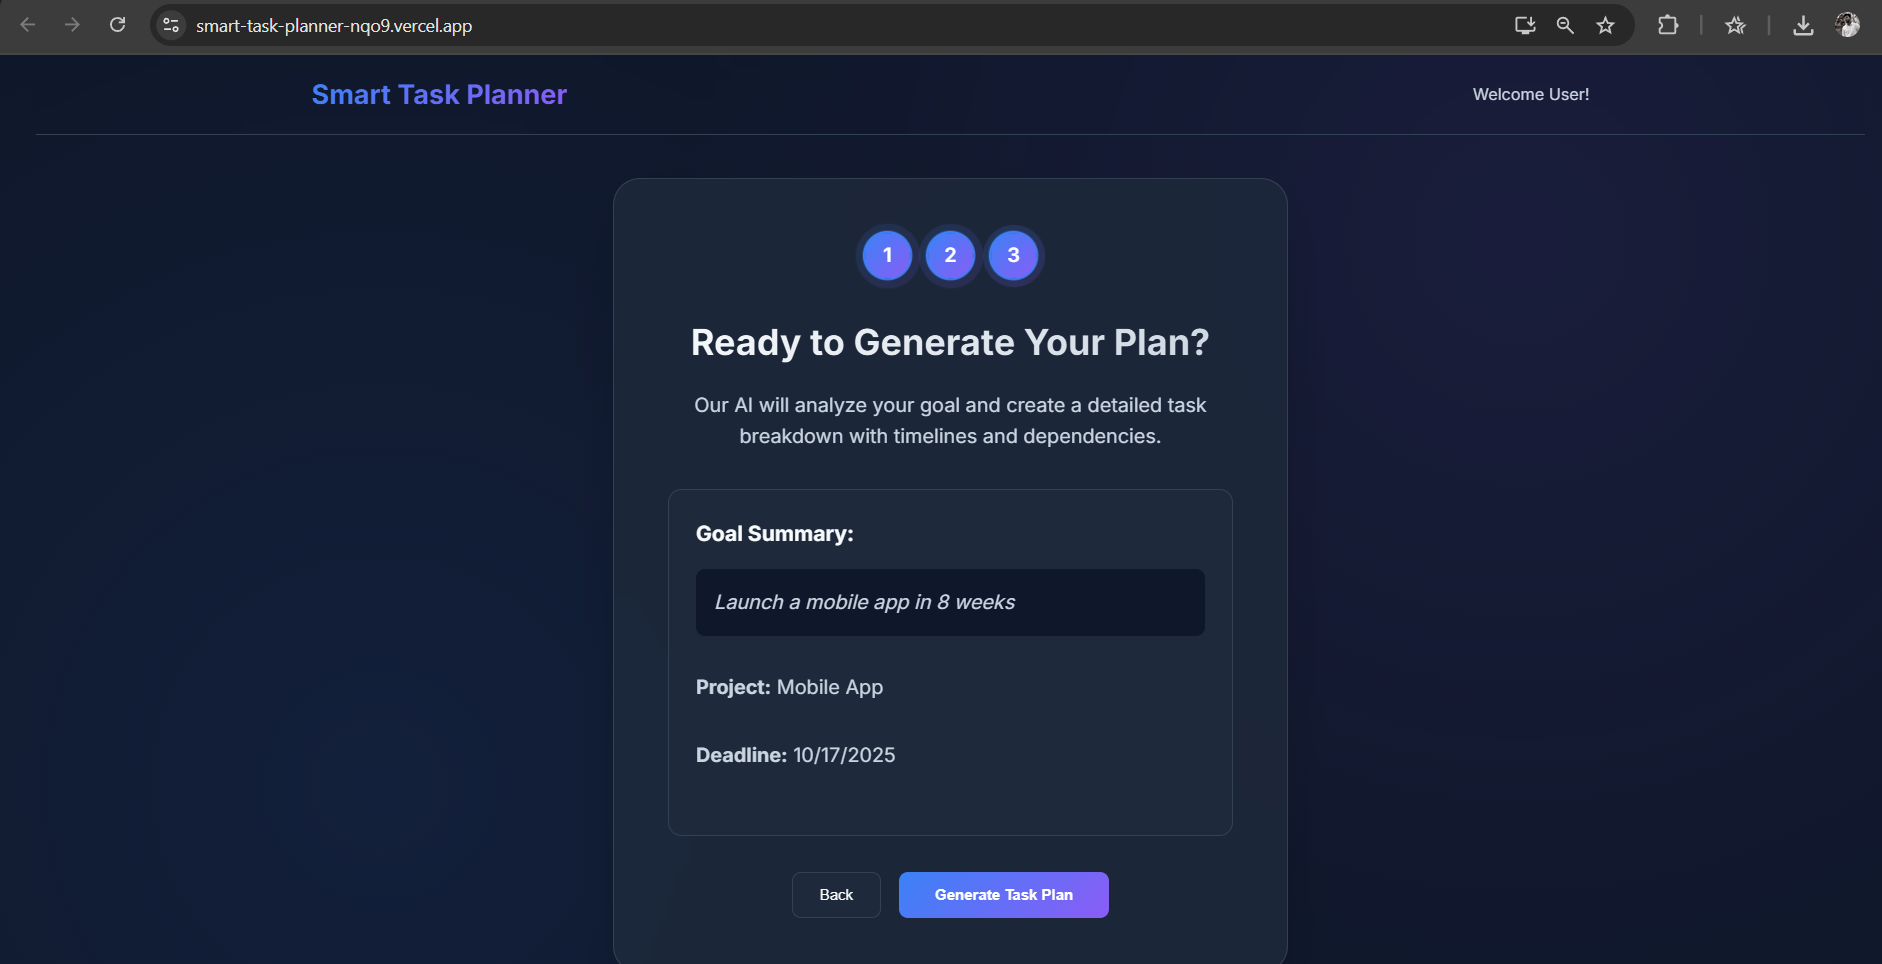 smart-task-planner-nqo9.vercel.app
Smart Task Planner
Welcome User!
1 2 3
Ready to Generate Your Plan?
Our AI will analyze your goal and create a detailed task
breakdown with timelines and dependencies.
Goal Summary:
Launch a mobile app in 8 weeks
Project: Mobile App
Deadline: 10/17/2025
Back
Generate Task Plan